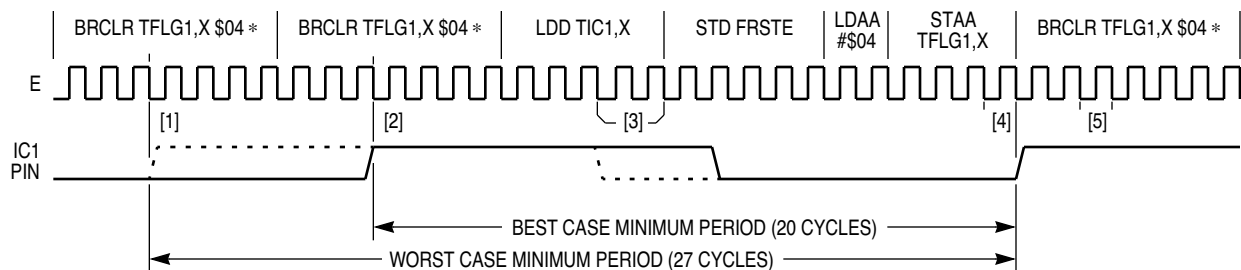 BRCLR TFLG1,X $04 * BRCLR TFLG1,X $04 * LDD TIC1,X STD FRSTE LDAA #$04 STAA TFLG1,X BRCLR TFLG1,X $04 *
E
[1] [2] [3] [4] [5]
IC1 PIN
BEST CASE MINIMUM PERIOD (20 CYCLES)
WORST CASE MINIMUM PERIOD (27 CYCLES)